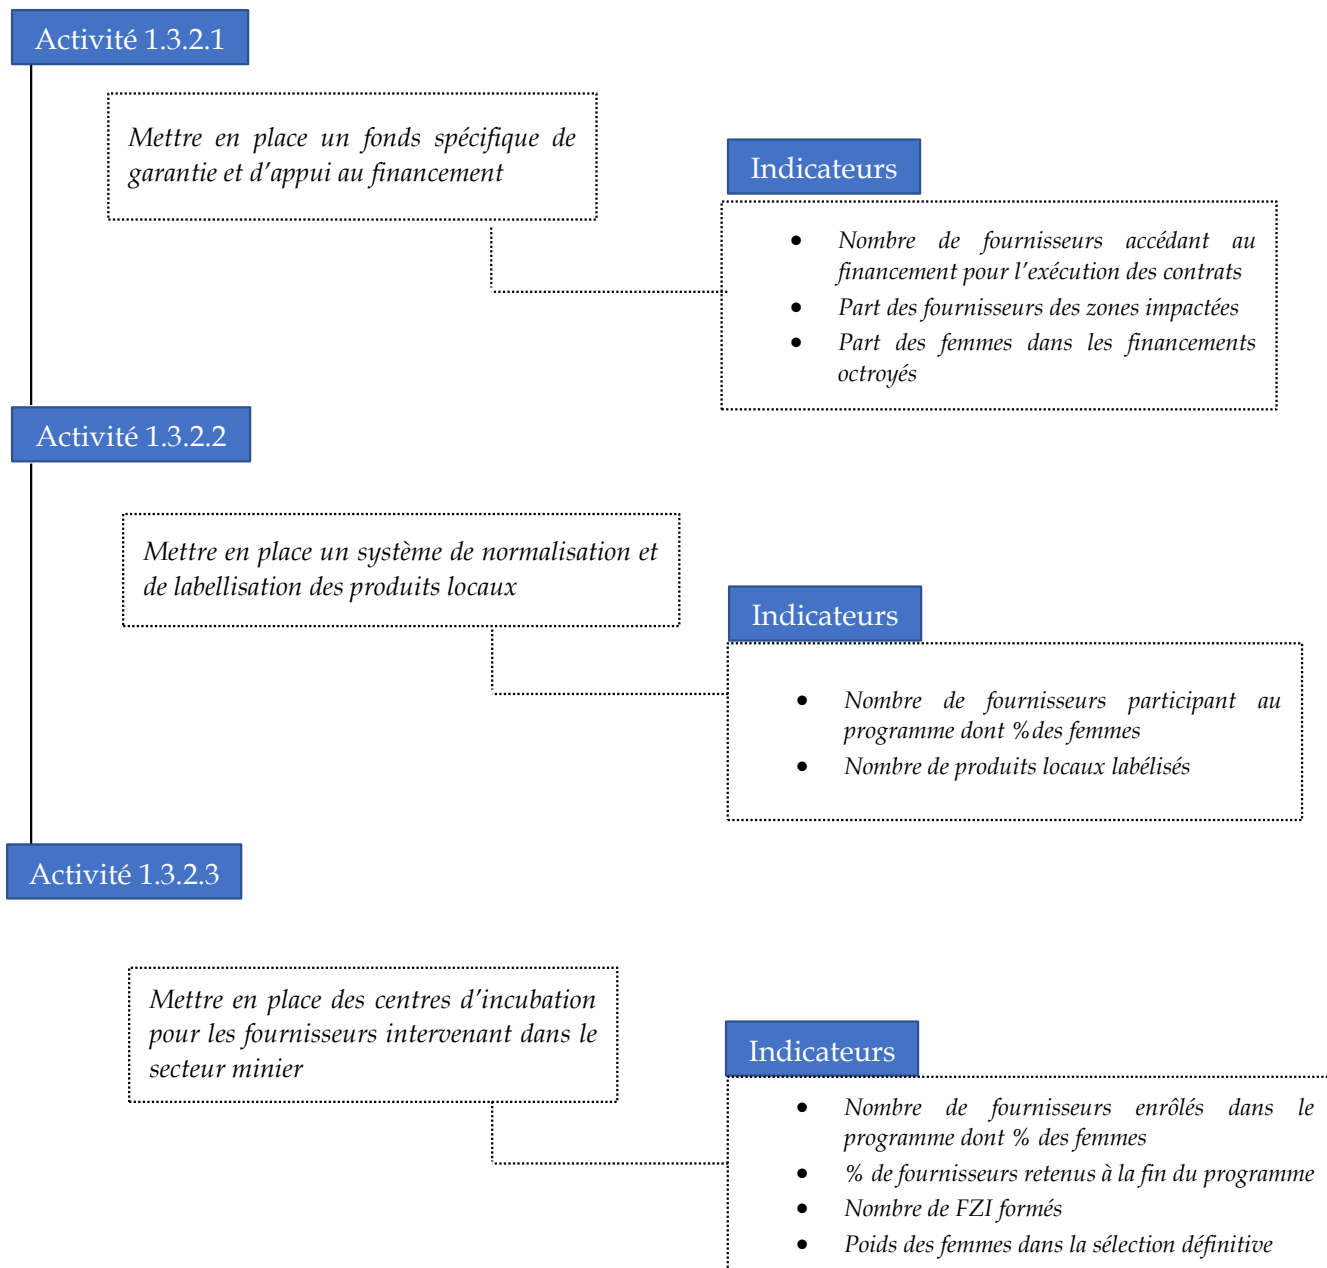 Activité 1.3.2.1
Mettre en place un fonds spécifique de
garantie et d'appui au financement
Indicateurs
• Nombre de fournisseurs accédant au
financement pour l'exécution des contrats
• Part des fournisseurs des zones impactées
• Part des femmes dans les financements
octroyés
Activité 1.3.2.2
Mettre en place un système de normalisation et
de labellisation des produits locaux
Indicateurs
• Nombre de fournisseurs participant au
programme dont %des femmes
• Nombre de produits locaux labélisés
Activité 1.3.2.3
Mettre en place des centres d'incubation
pour les fournisseurs intervenant dans le
secteur minier
Indicateurs
• Nombre de fournisseurs enrôlés dans le
programme dont % des femmes
• % de fournisseurs retenus à la fin du programme
• Nombre de FZI formés
• Poids des femmes dans la sélection définitive